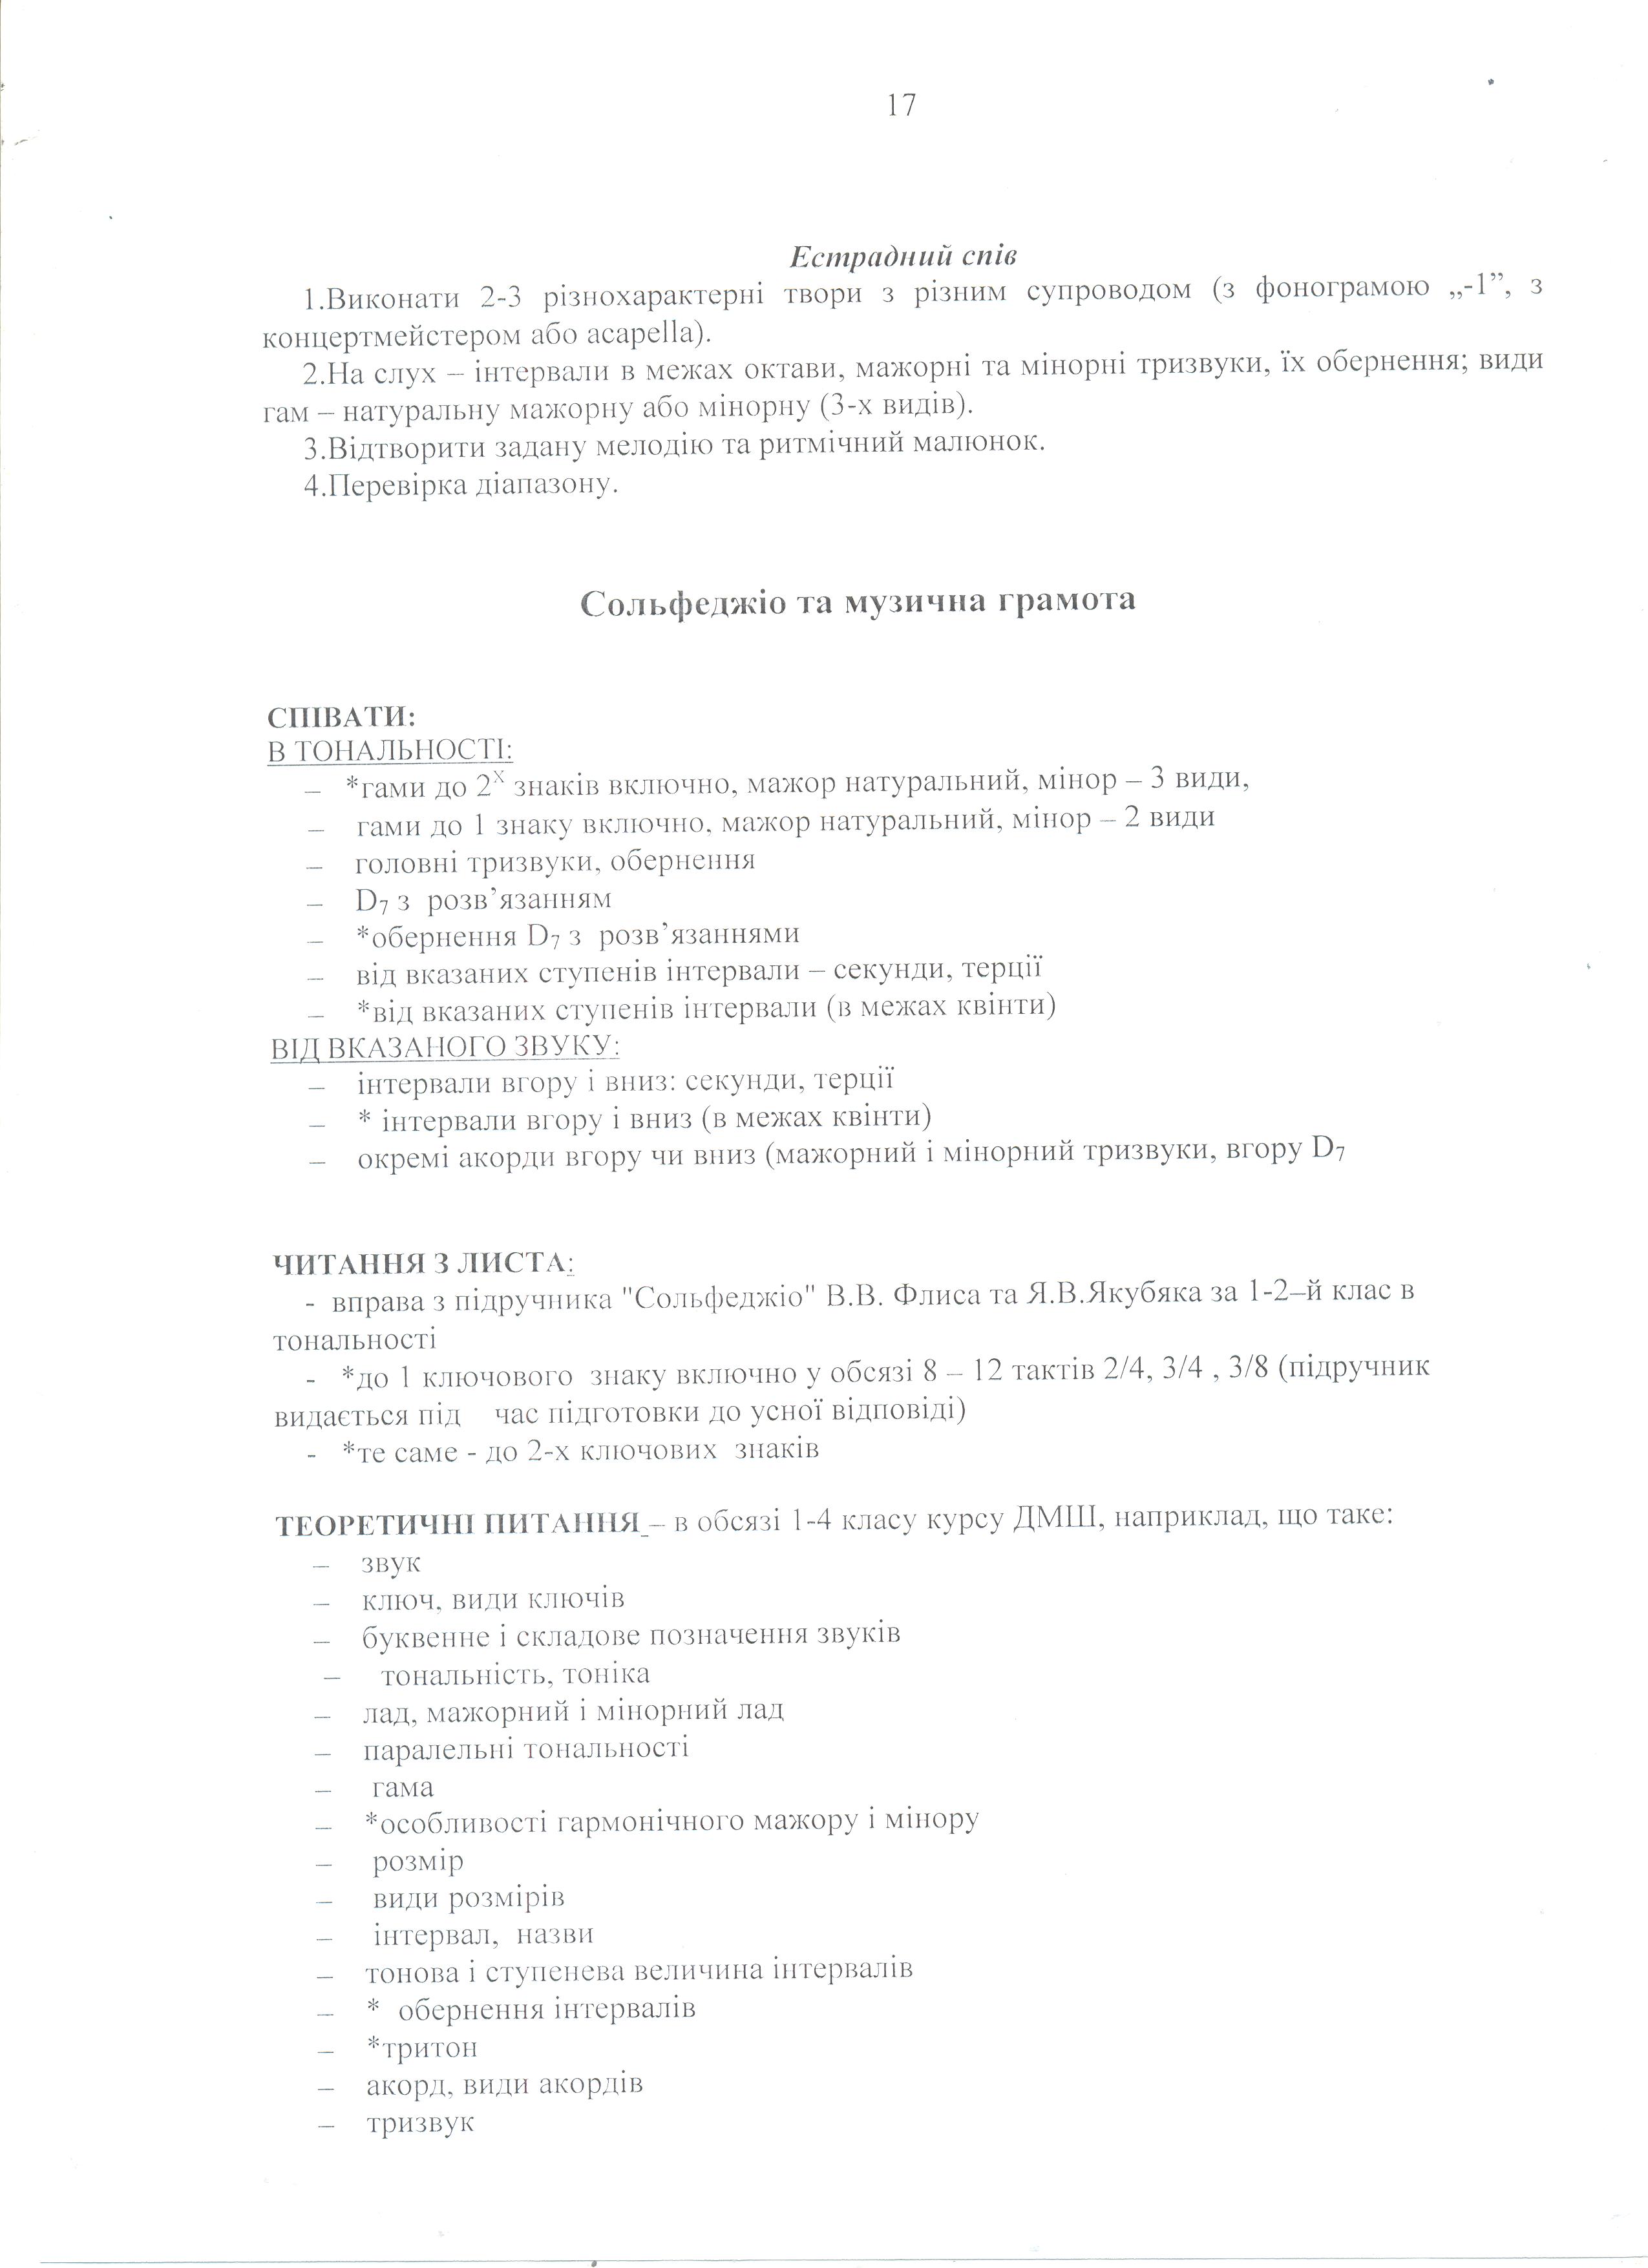 17
Естрадний спів
1.Виконати 2-3 різнохарактерні твори з різним супроводом (з фонограмою „-1”, з
концертмейстером або acapella).
2.На слух – інтервали в межах октави, мажорні та мінорні тризвуки, їх обернення; види
гам – натуральну мажорну або мінорну (3-х видів).
3.Відтворити задану мелодію та ритмічний малюнок.
4.Перевірка діапазону.
Сольфеджіо та музична грамота
СПІВАТИ:
В ТОНАЛЬНОСТІ:
– *гами до 2х знаків включно, мажор натуральний, мінор – 3 види,
– гами до 1 знаку включно, мажор натуральний, мінор – 2 види
– головні тризвуки, обернення
– D7 з розв’язанням
– *обернення D7 з розв’язаннями
– від вказаних ступенів інтервали – секунди, терції
– *від вказаних ступенів інтервали (в межах квінти)
ВІД ВКАЗАНОГО ЗВУКУ:
– інтервали вгору і вниз: секунди, терції
– * інтервали вгору і вниз (в межах квінти)
– окремі акорди вгору чи вниз (мажорний і мінорний тризвуки, вгору D7
ЧИТАННЯ З ЛИСТА:
- вправа з підручника "Сольфеджіо" В.В. Флиса та Я.В.Якубяка за 1-2–й клас в
тональності
- *до 1 ключового знаку включно у обсязі 8 – 12 тактів 2/4, 3/4 , 3/8 (підручник
видається під час підготовки до усної відповіді)
- *те саме - до 2-х ключових знаків
ТЕОРЕТИЧНІ ПИТАННЯ – в обсязі 1-4 класу курсу ДМШ, наприклад, що таке:
– звук
– ключ, види ключів
– буквенне і складове позначення звуків
– тональність, тоніка
– лад, мажорний і мінорний лад
– паралельні тональності
– гама
– *особливості гармонічного мажору і мінору
– розмір
– види розмірів
– інтервал, назви
– тонова і ступенева величина інтервалів
– * обернення інтервалів
– *тритон
– акорд, види акордів
– тризвук